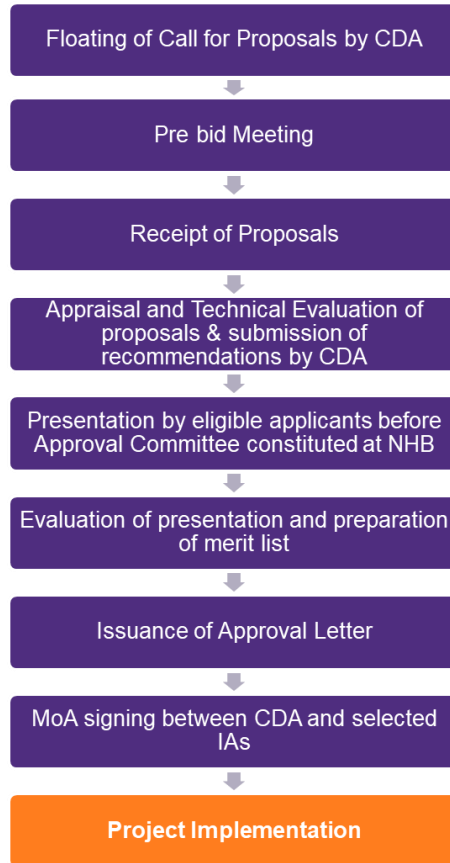 Floating of Call for Proposals by CDA
Pre bid Meeting
Receipt of Proposals
Appraisal and Technical Evaluation of
proposals & submission of
recommendations by CDA
Presentation by eligible applicants before
Approval Committee constituted at NHB
Evaluation of presentation and preparation
of merit list
Issuance of Approval Letter
MoA signing between CDA and selected
IAs
Project Implementation